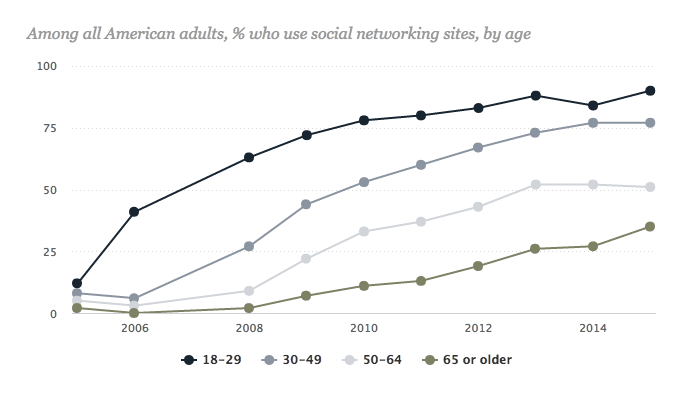 Among all American adults, % who use social networking sites, by age
100
75
50
25
0
2006 2008 2010 2012 2014
18–29 30–49 50–64 65 or older